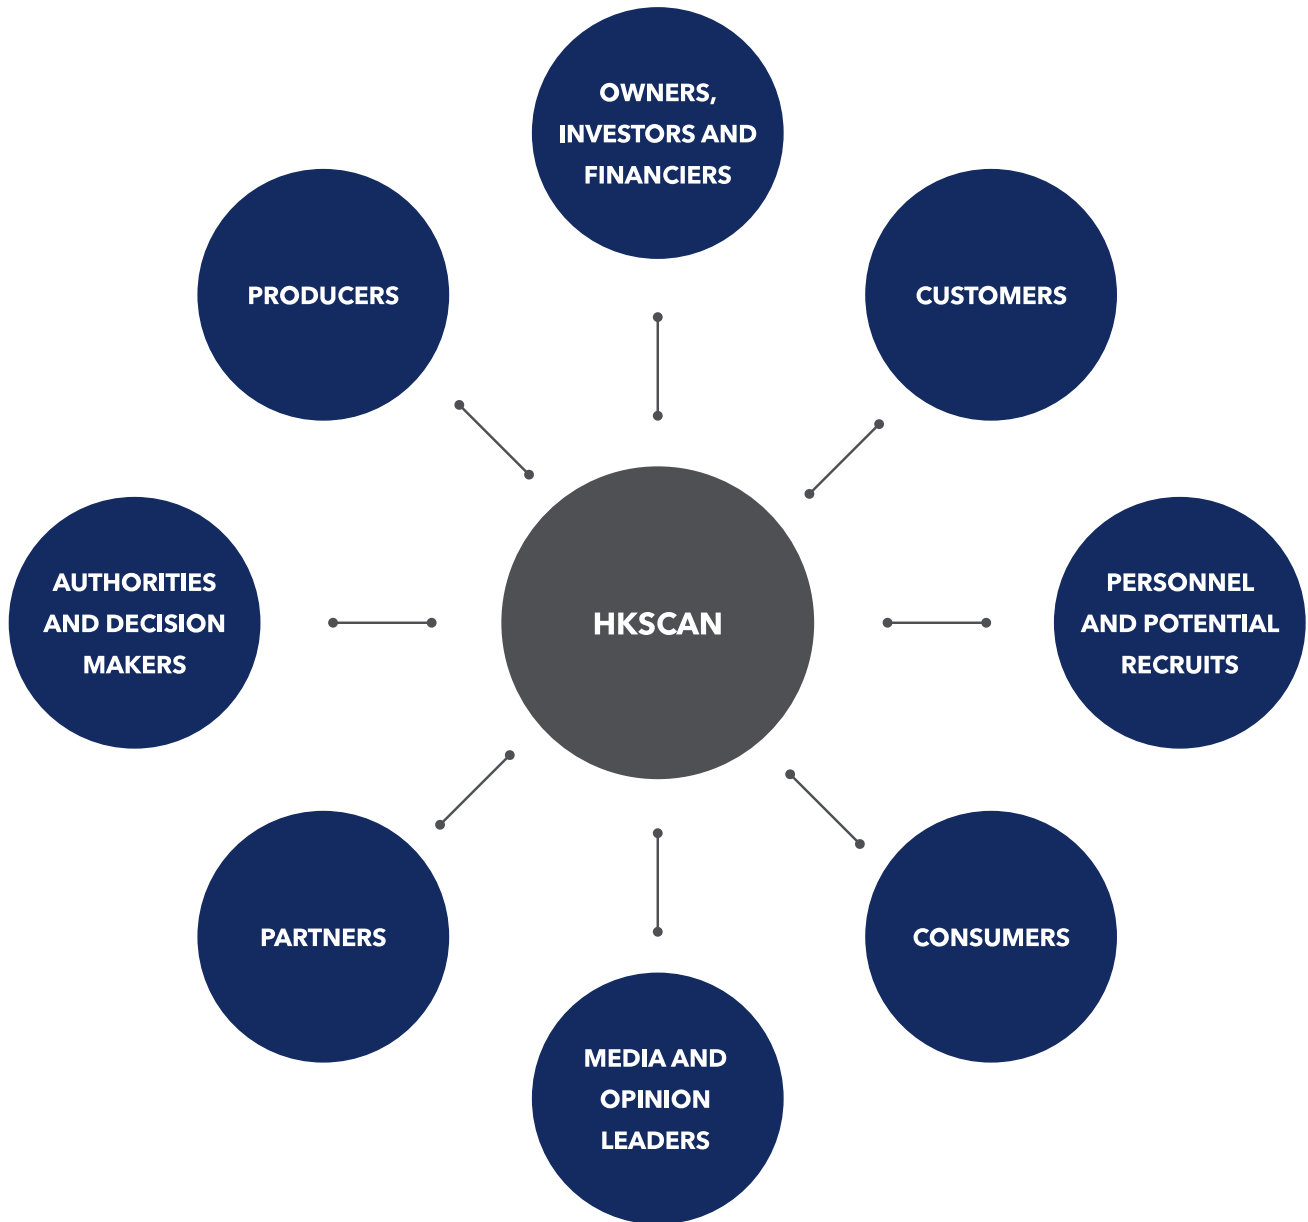 OWNERS,
INVESTORS AND
FINANCIERS
PRODUCERS
CUSTOMERS
AUTHORITIES
AND DECISION
MAKERS
HKSCAN
PERSONNEL
AND POTENTIAL
RECRUITS
PARTNERS
CONSUMERS
MEDIA AND
OPINION
LEADERS